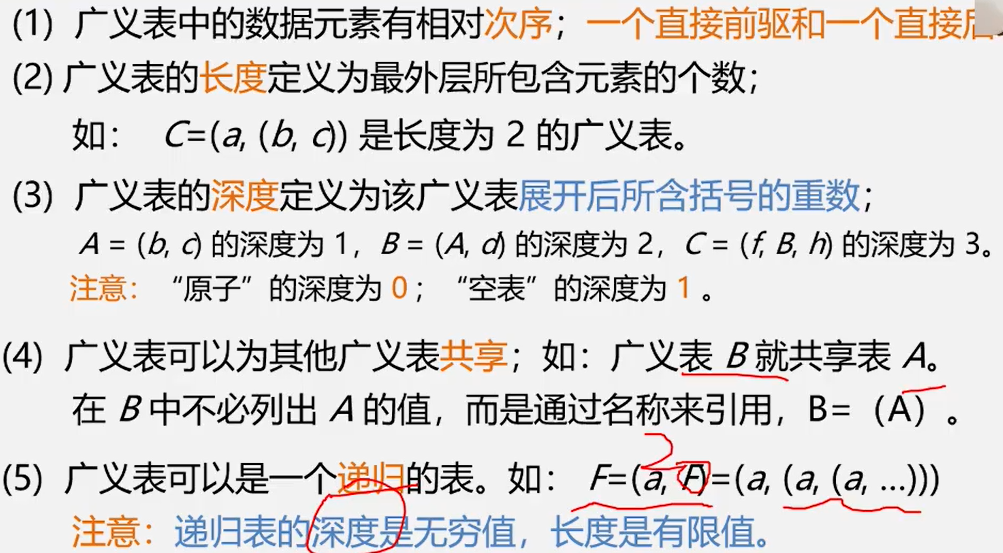 (1) 广义表中的数据元素有相对次序；一个直接前驱和一个直接后
(2) 广义表的长度定义为最外层所包含元素的个数；
如： C=(a, (b, c)) 是长度为 2 的广义表。
(3) 广义表的深度定义为该广义表展开后所含括号的重数；
A = (b, c) 的深度为 1，B = (A, d) 的深度为 2，C = (f, B, h) 的深度为 3。
注意：“原子”的深度为 0；“空表”的深度为 1 。
(4) 广义表可以为其他广义表共享；如：广义表 B 就共享表 A。
在 B 中不必列出 A 的值，而是通过名称来引用，B=（A）。
2
(5) 广义表可以是一个递归的表。如： F=(a, F)=(a, (a, (a, …)))
注意：递归表的深度是无穷值，长度是有限值。